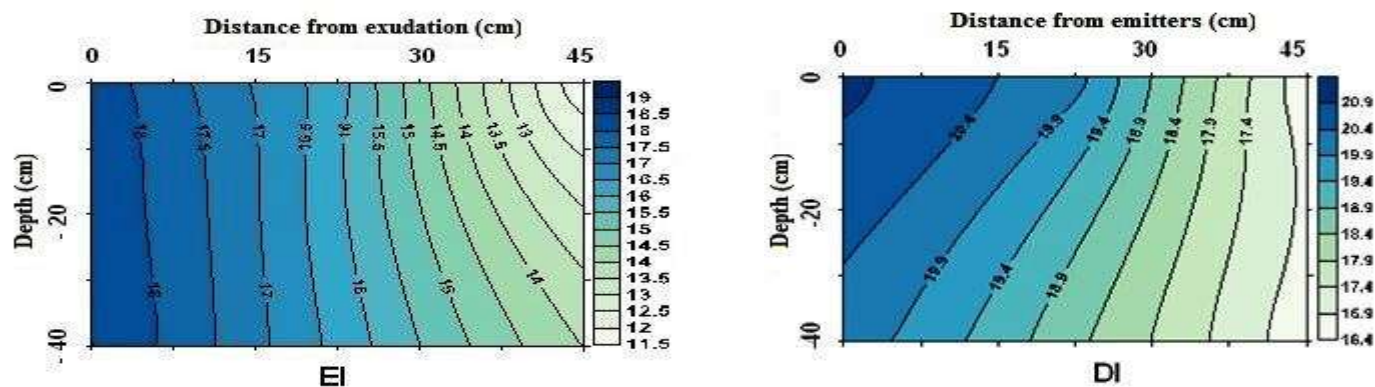 Distance from exudation (cm)
0 15 30 45
0
- 20
- 40
Depth (cm)
18 17.5 17 16.5 16 15.5 15 14.5 14 13.5 13
18 17 16 15 14
19
18.5
18
17.5
17
16.5
16
15.5
15
14.5
14
13.5
13
12.5
12
11.5
EI
Distance from emitters (cm)
0 15 30 45
0
- 20
- 40
Depth (cm)
20.4 19.9 19.4 18.9 18.4 17.9 17.4
19.9 19.4 18.9
20.9
20.4
19.9
19.4
18.9
18.4
17.9
17.4
16.9
16.4
DI